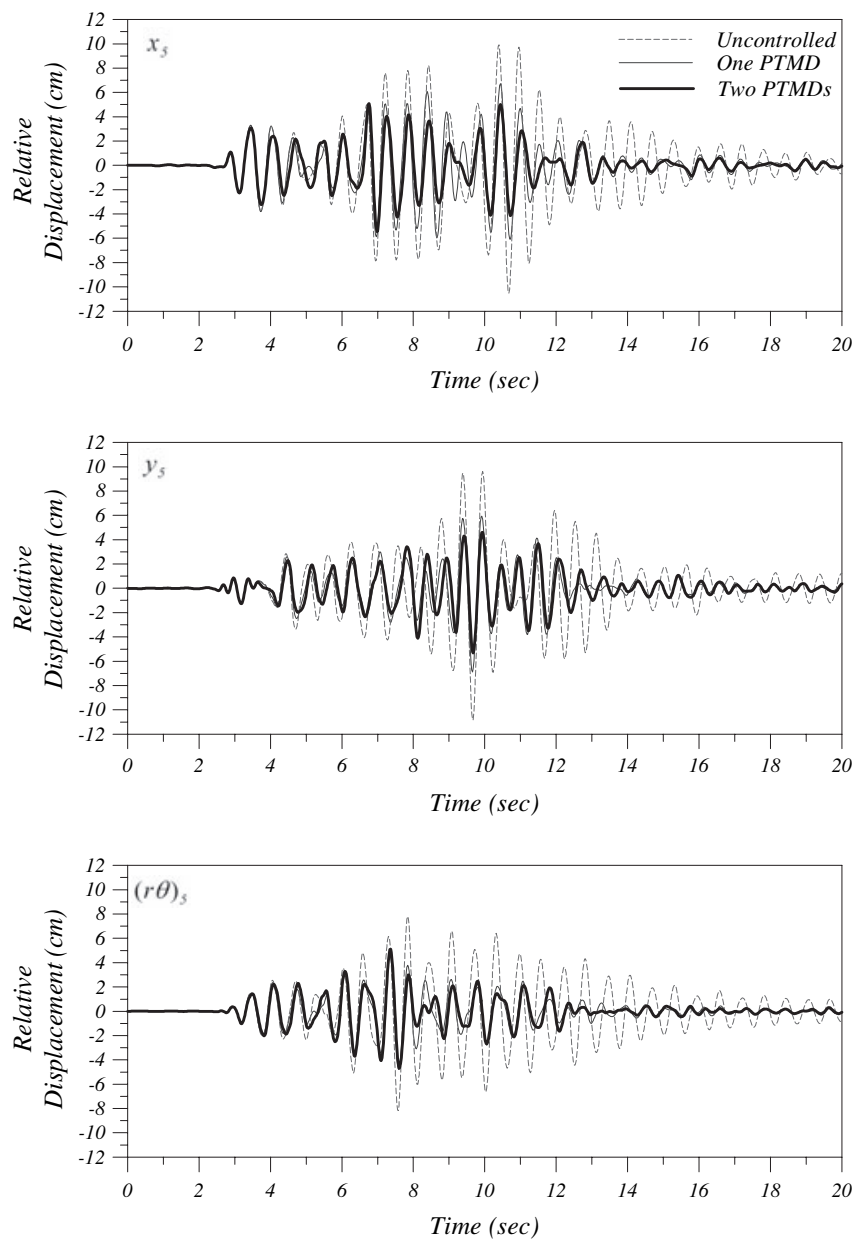 x₅
Uncontrolled
One PTMD
Two PTMDs
12
10
8
6
4
2
0
-2
-4
-6
-8
-10
-12
Relative
Displacement (cm)
0 2 4 6 8 10 12 14 16 18 20
Time (sec)
y₅
12
10
8
6
4
2
0
-2
-4
-6
-8
-10
-12
Relative
Displacement (cm)
0 2 4 6 8 10 12 14 16 18 20
Time (sec)
(rθ)₅
12
10
8
6
4
2
0
-2
-4
-6
-8
-10
-12
Relative
Displacement (cm)
0 2 4 6 8 10 12 14 16 18 20
Time (sec)